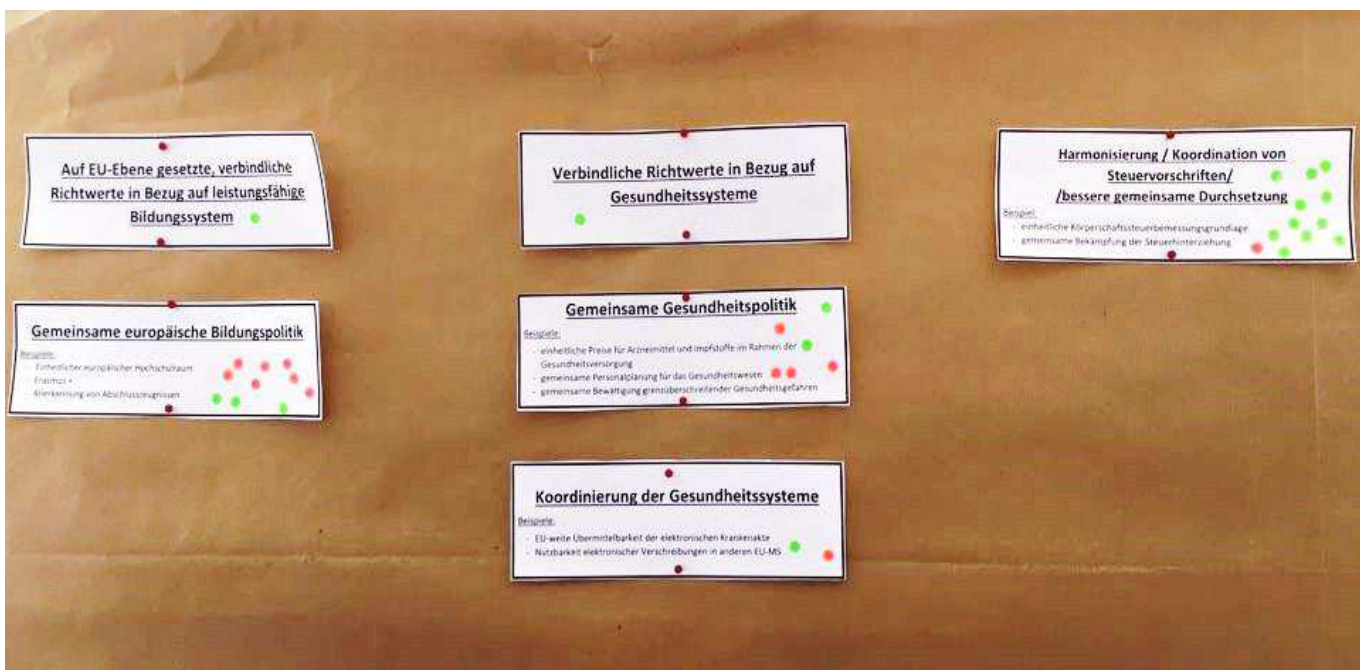 Auf EU-Ebene gesetzte, verbindliche
Richtwerte in Bezug auf leistungsfähige
Bildungssystem
Gemeinsame europäische Bildungspolitik
Beispiele:
- Einheitlicher europäischer Hochschulraum
- Erasmus +
- Anerkennung von Abschlusszeugnissen
Verbindliche Richtwerte in Bezug auf
Gesundheitssysteme
Gemeinsame Gesundheitspolitik
Beispiele:
- einheitliche Preise für Arzneimittel und Impfstoffe im Rahmen der
Gesundheitsversorgung
- gemeinsame Personalplanung für das Gesundheitswesen
- gemeinsame Bewältigung grenzüberschreitender Gesundheitsgefahren
Koordinierung der Gesundheitssysteme
Beispiele:
- EU-weite Übermittelbarkeit der elektronischen Krankenakte
- Nutzbarkeit elektronischer Verschreibungen in anderen EU-MS
Harmonisierung / Koordination von
Steuervorschriften/
/bessere gemeinsame Durchsetzung
Beispiel:
- einheitliche Körperschaftssteuerbemessungsgrundlage
- gemeinsame Bekämpfung der Steuerhinterziehung